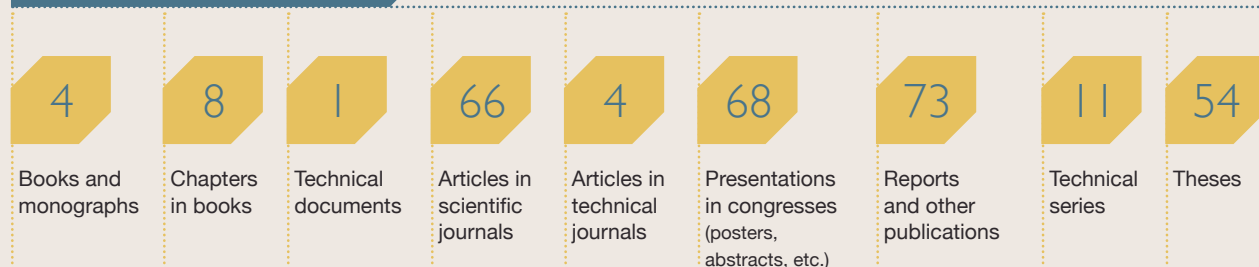 4
Books and
monographs
8
Chapters
in books
1
Technical
documents
66
Articles in
scientific
journals
4
Articles in
technical
journals
68
Presentations
in congresses
(posters,
abstracts, etc.)
73
Reports
and other
publications
11
Technical
series
54
Theses